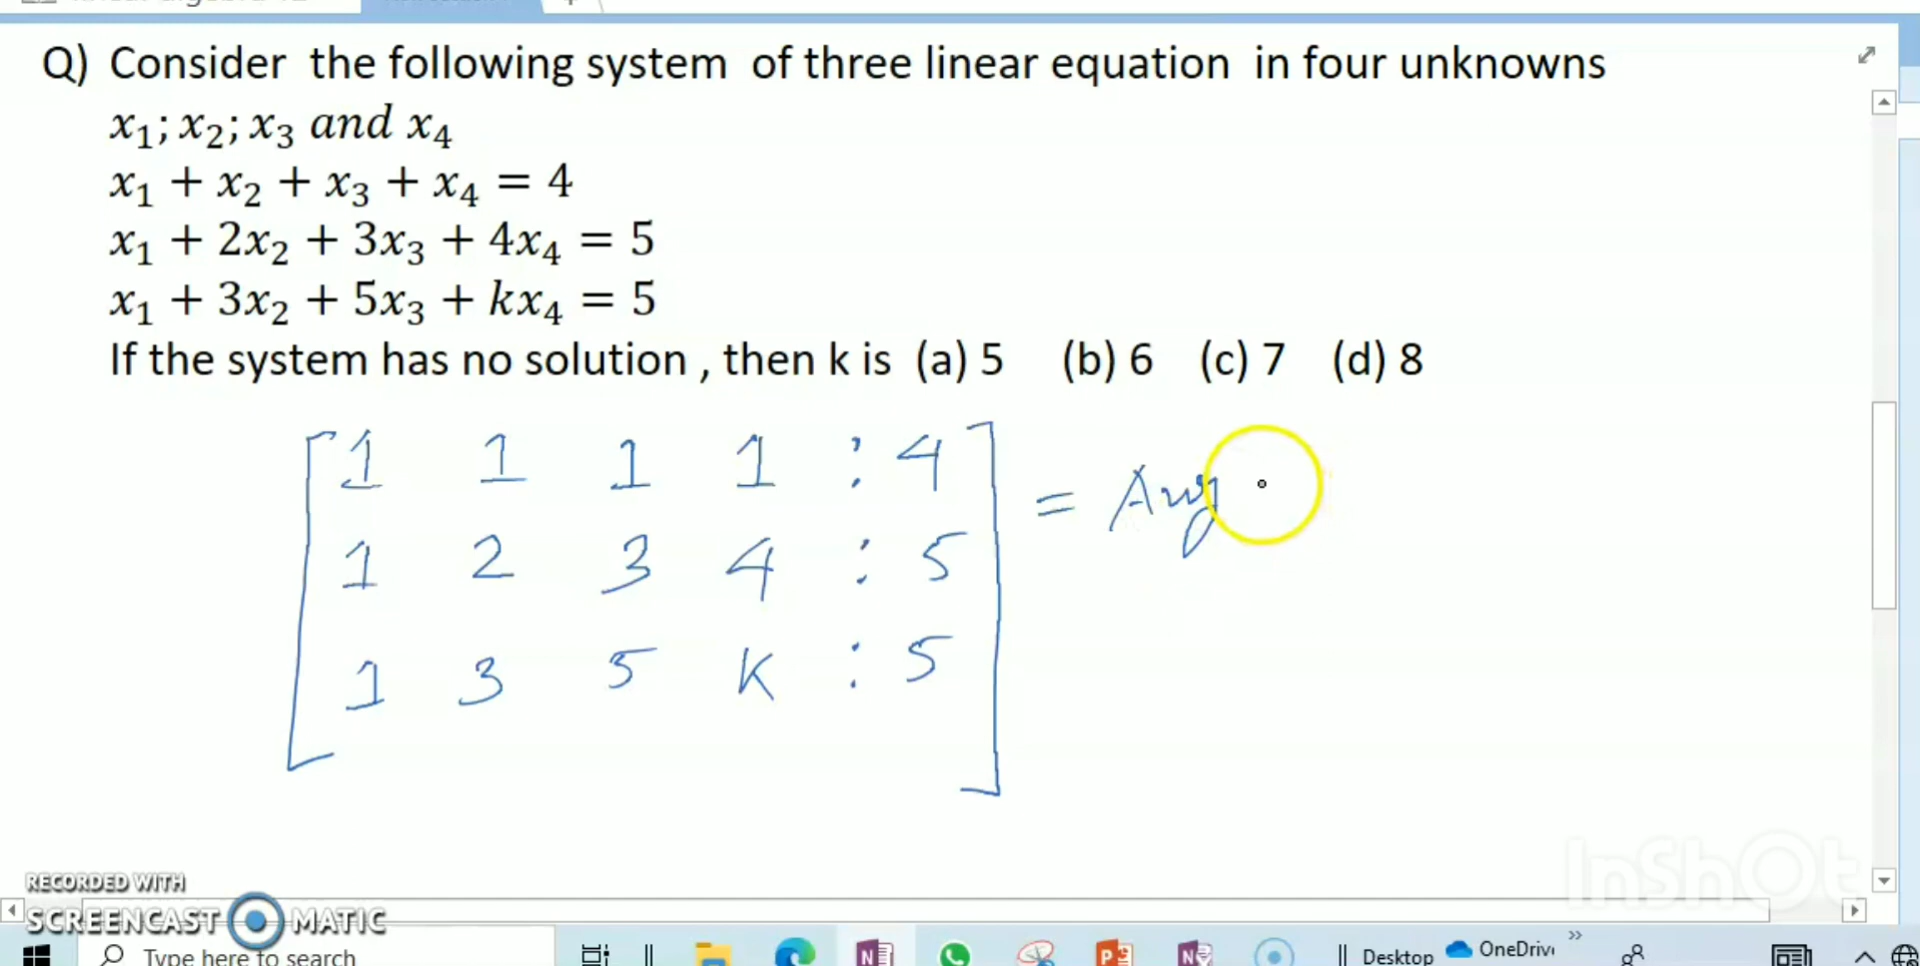 Q) Consider the following system of three linear equation in four unknowns
x₁; x₂; x₃ and x₄
x₁ + x₂ + x₃ + x₄ = 4
x₁ + 2x₂ + 3x₃ + 4x₄ = 5
x₁ + 3x₂ + 5x₃ + kx₄ = 5
If the system has no solution , then k is (a) 5 (b) 6 (c) 7 (d) 8
1 1 1 1 : 4
= Aug
1 2 3 4 : 5
1 3 5 K : 5
InShOt
RECORDED WITH
SCREENCAST MATIC
Type here to search
Desktop
OneDriv